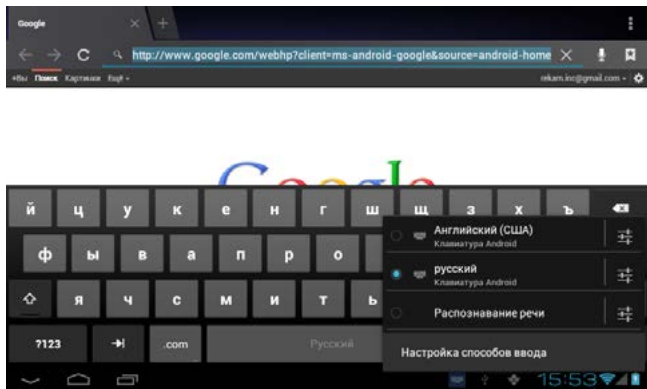 Google
http://www.google.com/webhp?client=ms-android-google&source=android-home
+Вы Поиск Картинки Ещё
rekam.inc@gmail.com
Google
й ц у к е н г ш щ з х ъ
ф ы в а п р о
Английский (США)
Клавиатура Android
русский
Клавиатура Android
я ч с м и т ь
Распознавание речи
?123 .com Русский
Настройка способов ввода
15:53